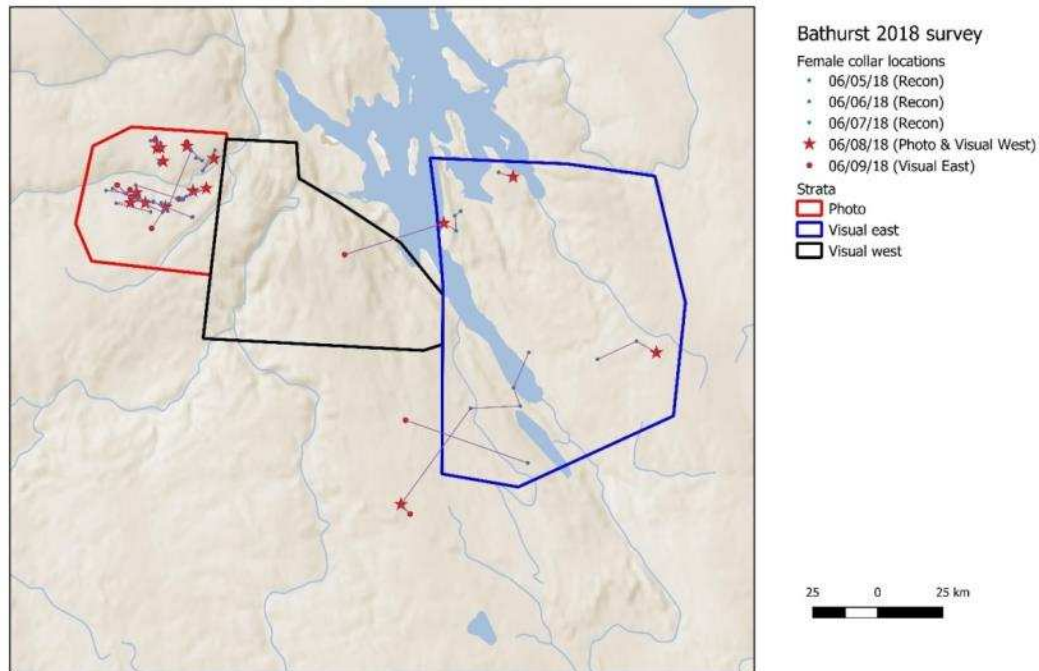 Bathurst 2018 survey
Female collar locations
06/05/18 (Recon)
06/06/18 (Recon)
06/07/18 (Recon)
06/08/18 (Photo & Visual West)
06/09/18 (Visual East)
Strata
Photo
Visual east
Visual west
25 0 25 km